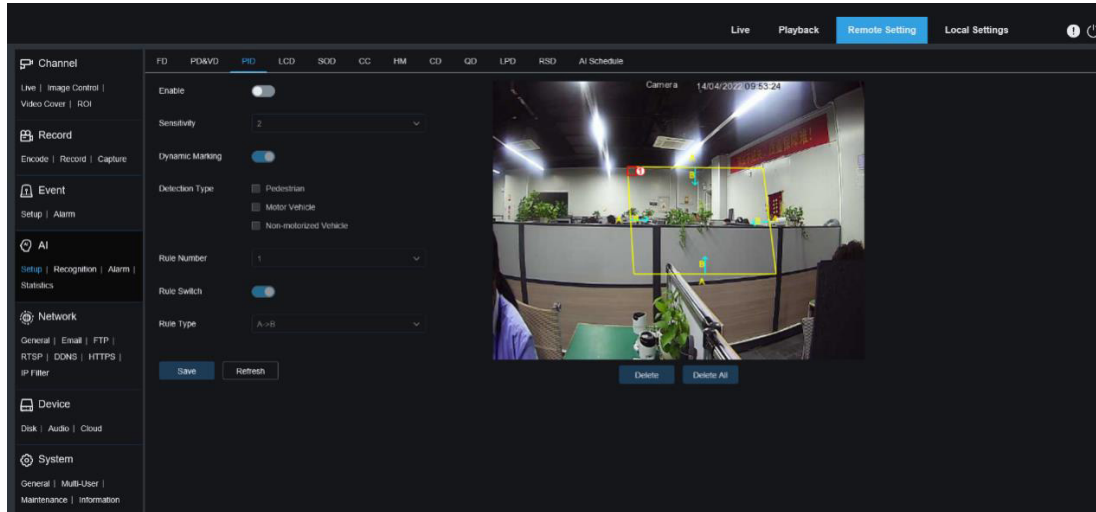 Live Playback Remote Setting Local Settings
Channel
Live | Image Control |
Video Cover | ROI
Record
Encode | Record | Capture
Event
Setup | Alarm
AI
Setup | Recognition | Alarm |
Statistics
Network
General | Email | FTP |
RTSP | DDNS | HTTPS |
IP Filter
Device
Disk | Audio | Cloud
System
General | Multi-User |
Maintenance | Information
FD PD&VD PID LCD SOD CC HM CD QD LPD RSD AI Schedule
Enable
Sensitivity 2
Dynamic Marking
Detection Type Pedestrian
Motor Vehicle
Non-motorized Vehicle
Rule Number 1
Rule Switch
Rule Type A->B
Save Refresh
Camera 14/04/2022 09:53:24
1
B
A
B
A
Delete Delete All